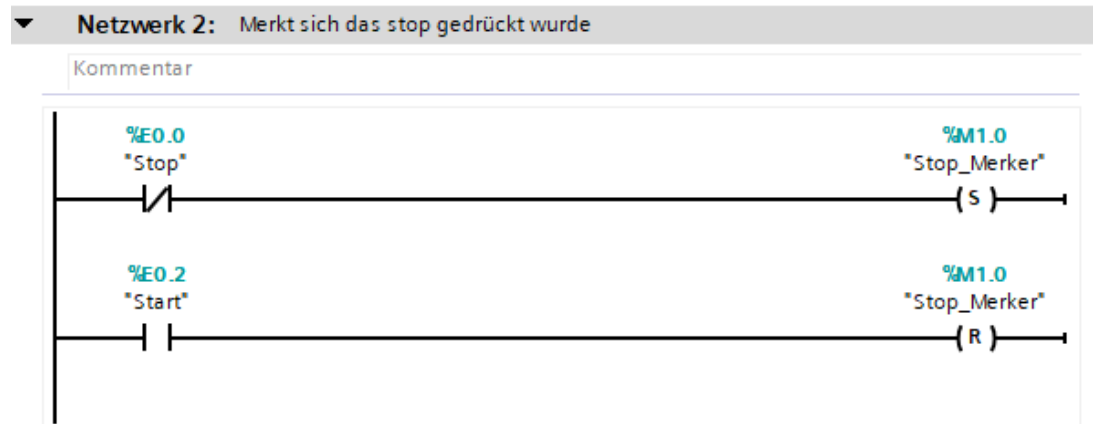 Netzwerk 2: Merkt sich das stop gedrückt wurde
Kommentar
%E0.0 %M1.0
"Stop" "Stop_Merker"
S
%E0.2 %M1.0
"Start" "Stop_Merker"
R